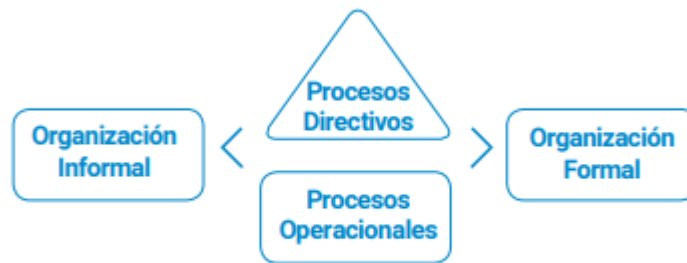 Procesos
Directivos
Organización
Informal
Organización
Formal
Procesos
Operacionales